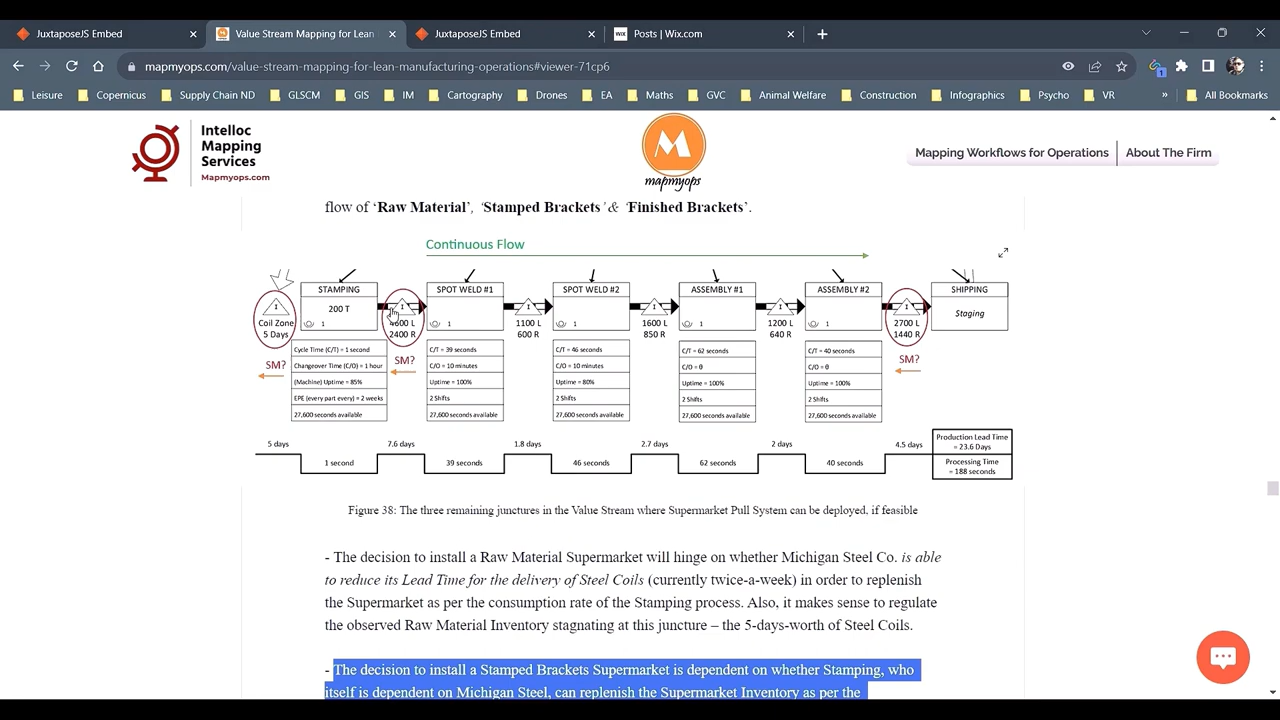 JuxtaposeJS Embed
Value Stream Mapping for Lean
JuxtaposeJS Embed
Posts | Wix.com
mapmyops.com/value-stream-mapping-for-lean-manufacturing-operations#viewer-71cp6
1
Leisure
Copernicus
Supply Chain ND
GLSCM
GIS
IM
Cartography
Drones
EA
Maths
GVC
Animal Welfare
Construction
Infographics
Psycho
VR
»
All Bookmarks
Intelloc
Mapping
Services
Mapmyops.com
M
mapmyops
Mapping Workflows for Operations
About The Firm
flow of ‘Raw Material’, ‘Stamped Brackets’ & ‘Finished Brackets’.
Continuous Flow
I
Coil Zone
5 Days
SM?
STAMPING
200 T
1
Cycle Time (C/T) = 1 second
Changeover Time (C/O) = 1 hour
(Machine) Uptime = 85%
EPE (every part every) = 2 weeks
27,600 seconds available
I
4600 L
2400 R
SM?
SPOT WELD #1
1
C/T = 39 seconds
C/O = 10 minutes
Uptime = 100%
2 Shifts
27,600 seconds available
I
1100 L
600 R
SPOT WELD #2
1
C/T = 46 seconds
C/O = 10 minutes
Uptime = 80%
2 Shifts
27,600 seconds available
I
1600 L
850 R
ASSEMBLY #1
1
C/T = 62 seconds
C/O = 0
Uptime = 100%
2 Shifts
27,600 seconds available
I
1200 L
640 R
ASSEMBLY #2
1
C/T = 40 seconds
C/O = 0
Uptime = 100%
2 Shifts
27,600 seconds available
I
2700 L
1440 R
SM?
SHIPPING
Staging
5 days
1 second
7.6 days
39 seconds
1.8 days
46 seconds
2.7 days
62 seconds
2 days
40 seconds
4.5 days
Production Lead Time
= 23.6 Days
Processing Time
= 188 seconds
Figure 38: The three remaining junctures in the Value Stream where Supermarket Pull System can be deployed, if feasible
- The decision to install a Raw Material Supermarket will hinge on whether Michigan Steel Co. is able
to reduce its Lead Time for the delivery of Steel Coils (currently twice-a-week) in order to replenish
the Supermarket as per the consumption rate of the Stamping process. Also, it makes sense to regulate
the observed Raw Material Inventory stagnating at this juncture – the 5-days-worth of Steel Coils.
- The decision to install a Stamped Brackets Supermarket is dependent on whether Stamping, who
itself is dependent on Michigan Steel, can replenish the Supermarket Inventory as per the